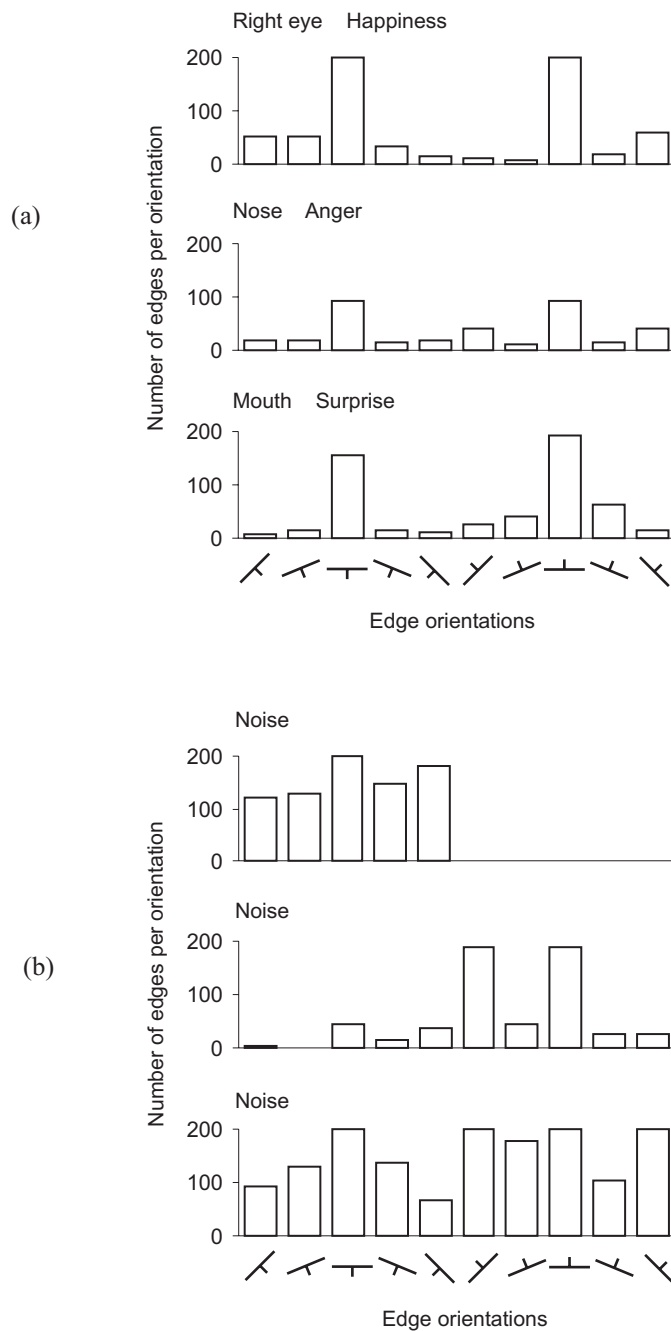 Right eye Happiness
200
100
0
(a)
Nose Anger
200
100
0
Number of edges per orientation
Mouth Surprise
200
100
0
Edge orientations
Noise
200
100
0
(b)
Noise
200
100
0
Number of edges per orientation
Noise
200
100
0
Edge orientations